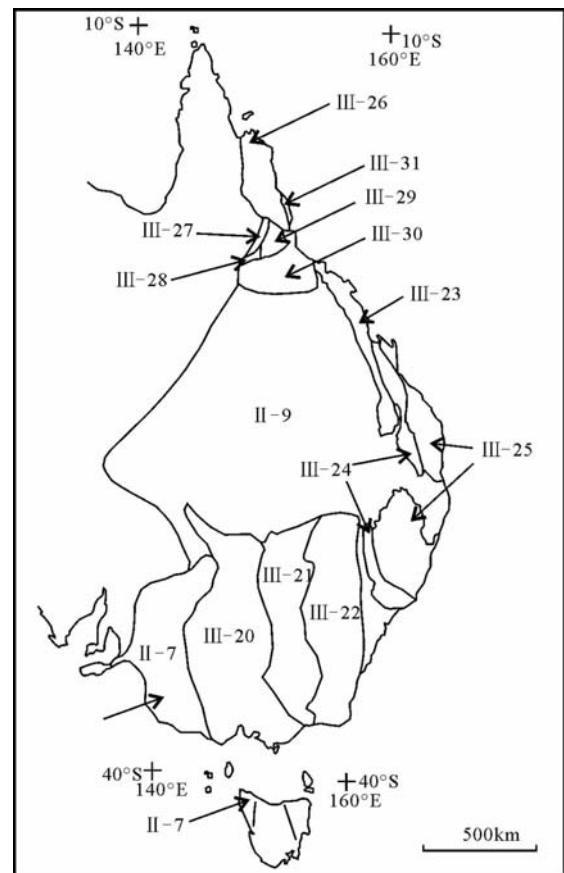 10°S
140°E
10°S
160°E
III-26
III-31
III-29
III-27
III-30
III-28
III-23
II-9
III-25
III-24
III-21
III-22
III-20
II-7
40°S
140°E
40°S
160°E
II-7
500km